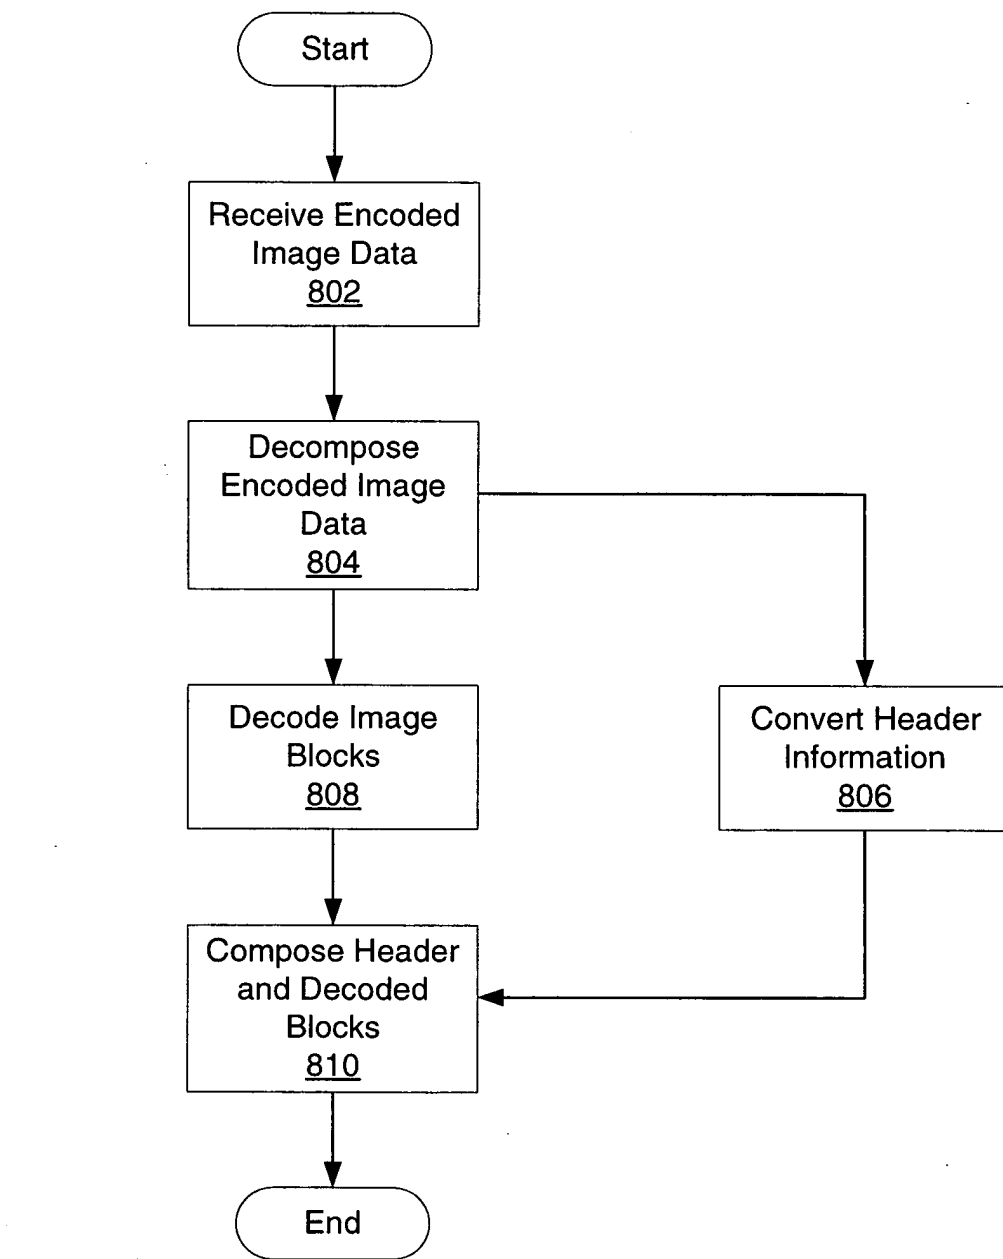 Start
Receive Encoded
Image Data
802
Decompose
Encoded Image
Data
804
Decode Image
Blocks
808
Convert Header
Information
806
Compose Header
and Decoded
Blocks
810
End